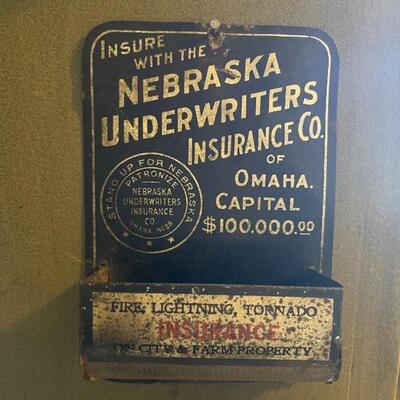 INSURE
WITH THE
NEBRASKA
UNDERWRITERS
INSURANCE CO.
OF
OMAHA.
CAPITAL
$100.000.00
STAND UP FOR NEBRASKA
PATRONIZE
NEBRASKA
UNDERWRITERS
INSURANCE
CO.
OMAHA, NEBR
FIRE, LIGHTNING, TORNADO
INSURANCE
ON CITY & FARM PROPERTY